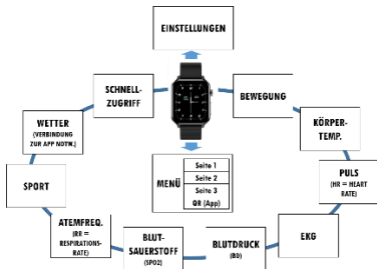 EINSTELLUNGEN
SCHNELL-
ZUGRIFF
BEWEGUNG
WETTER
(VERBINDUNG
ZUR APP NOTW.)
KÖRPER-
TEMP.
MENÜ
Seite 1
Seite 2
Seite 3
QR (App)
SPORT
PULS
(HR = HEART
RATE)
ATEMFREQ.
(RR =
RESPIRATIONS-
RATE)
BLUT-
SAUERSTOFF
(SPO2)
BLUTDRUCK
(BD)
EKG